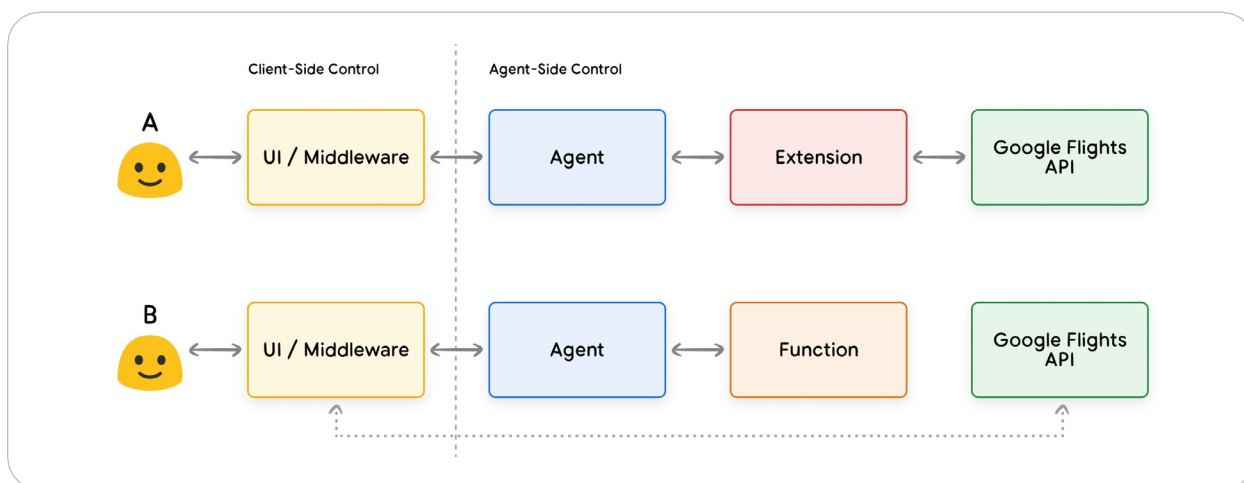 Client-Side Control
Agent-Side Control
A
UI / Middleware
Agent
Extension
Google Flights
API
B
UI / Middleware
Agent
Function
Google Flights
API